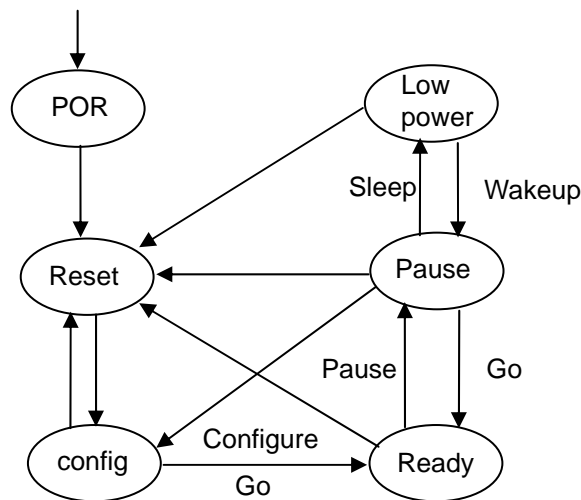 POR
Low
power
Sleep
Wakeup
Reset
Pause
Pause
Go
Configure
config
Go
Ready